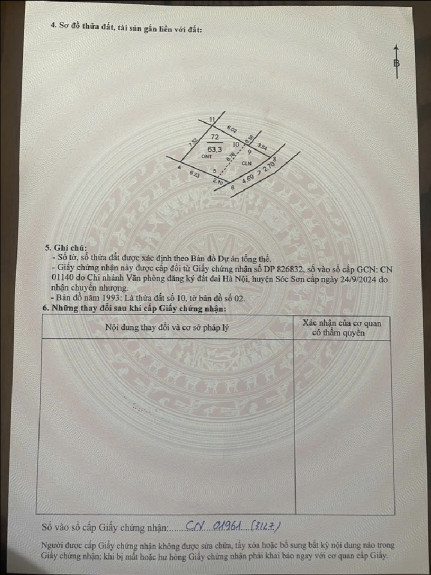 4. Sơ đồ thửa đất, tài sản gắn liền với đất:
B
11
72
63,3
ONT
10
CLN
5. Ghi chú:
- Số tờ, số thửa đất được xác định theo Bản đồ Dự án tổng thể.
- Giấy chứng nhận này được cấp đổi từ Giấy chứng nhận số DP 826832, số vào sổ cấp GCN: CN
01140 do Chi nhánh Văn phòng đăng ký đất đai Hà Nội, huyện Sóc Sơn cấp ngày 24/9/2024 do
nhận chuyển nhượng.
- Bản đồ năm 1993: Là thửa đất số 10, tờ bản đồ số 02.
6. Những thay đổi sau khi cấp Giấy chứng nhận:
Nội dung thay đổi và cơ sở pháp lý
Xác nhận của cơ quan
có thẩm quyền
Số vào sổ cấp Giấy chứng nhận: CN 01961 (3127)
Người được cấp Giấy chứng nhận không được sửa chữa, tẩy xóa hoặc bổ sung bất kỳ nội dung nào trong
Giấy chứng nhận; khi bị mất hoặc hư hỏng Giấy chứng nhận phải khai báo ngay với cơ quan cấp Giấy.